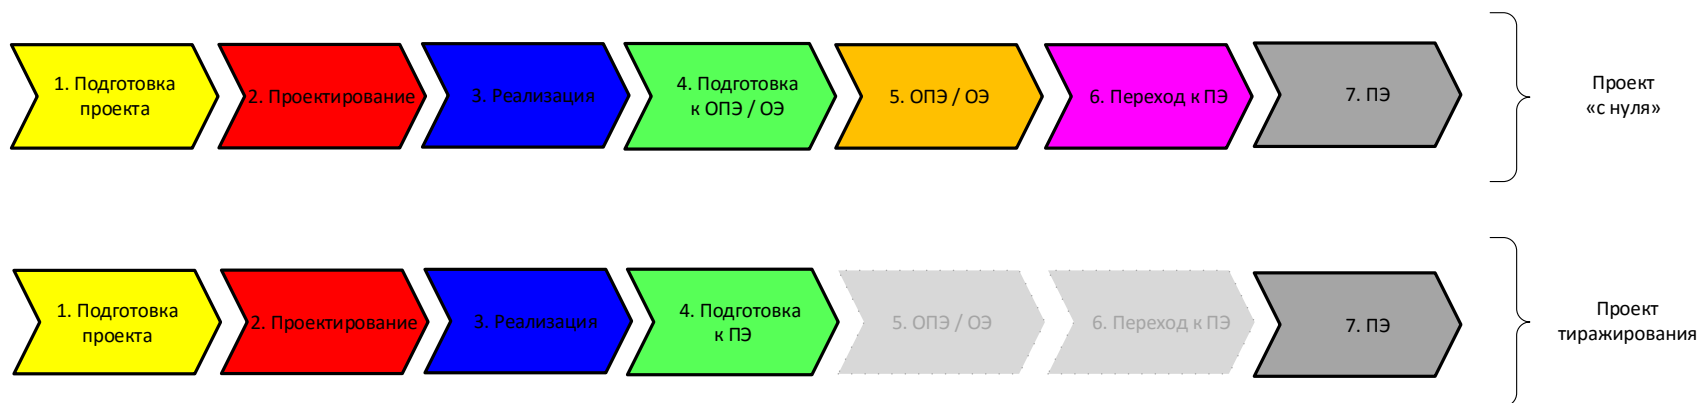 1. Подготовка
проекта
2. Проектирование
3. Реализация
4. Подготовка
к ОПЭ / ОЭ
5. ОПЭ / ОЭ
6. Переход к ПЭ
7. ПЭ
Проект
«с нуля»
1. Подготовка
проекта
2. Проектирование
3. Реализация
4. Подготовка
к ПЭ
5. ОПЭ / ОЭ
6. Переход к ПЭ
7. ПЭ
Проект
тиражирования